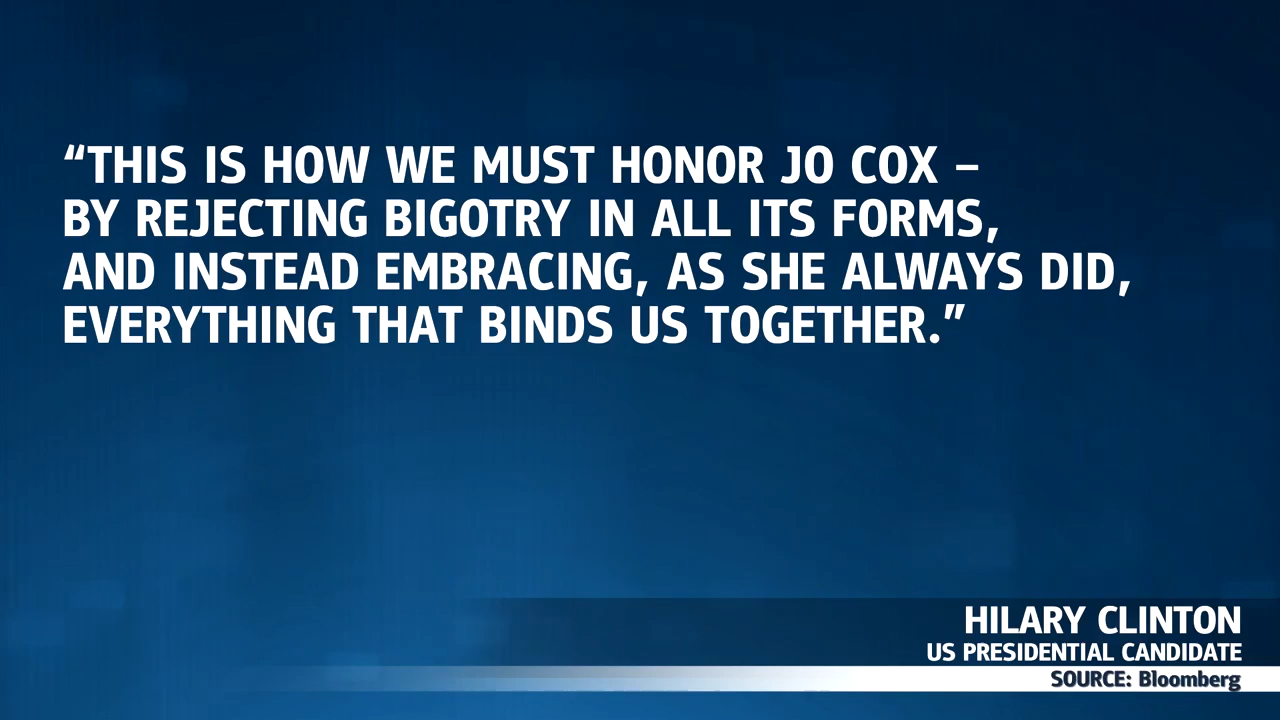 “THIS IS HOW WE MUST HONOR JO COX –
BY REJECTING BIGOTRY IN ALL ITS FORMS,
AND INSTEAD EMBRACING, AS SHE ALWAYS DID,
EVERYTHING THAT BINDS US TOGETHER.”
HILARY CLINTON
US PRESIDENTIAL CANDIDATE
SOURCE: Bloomberg